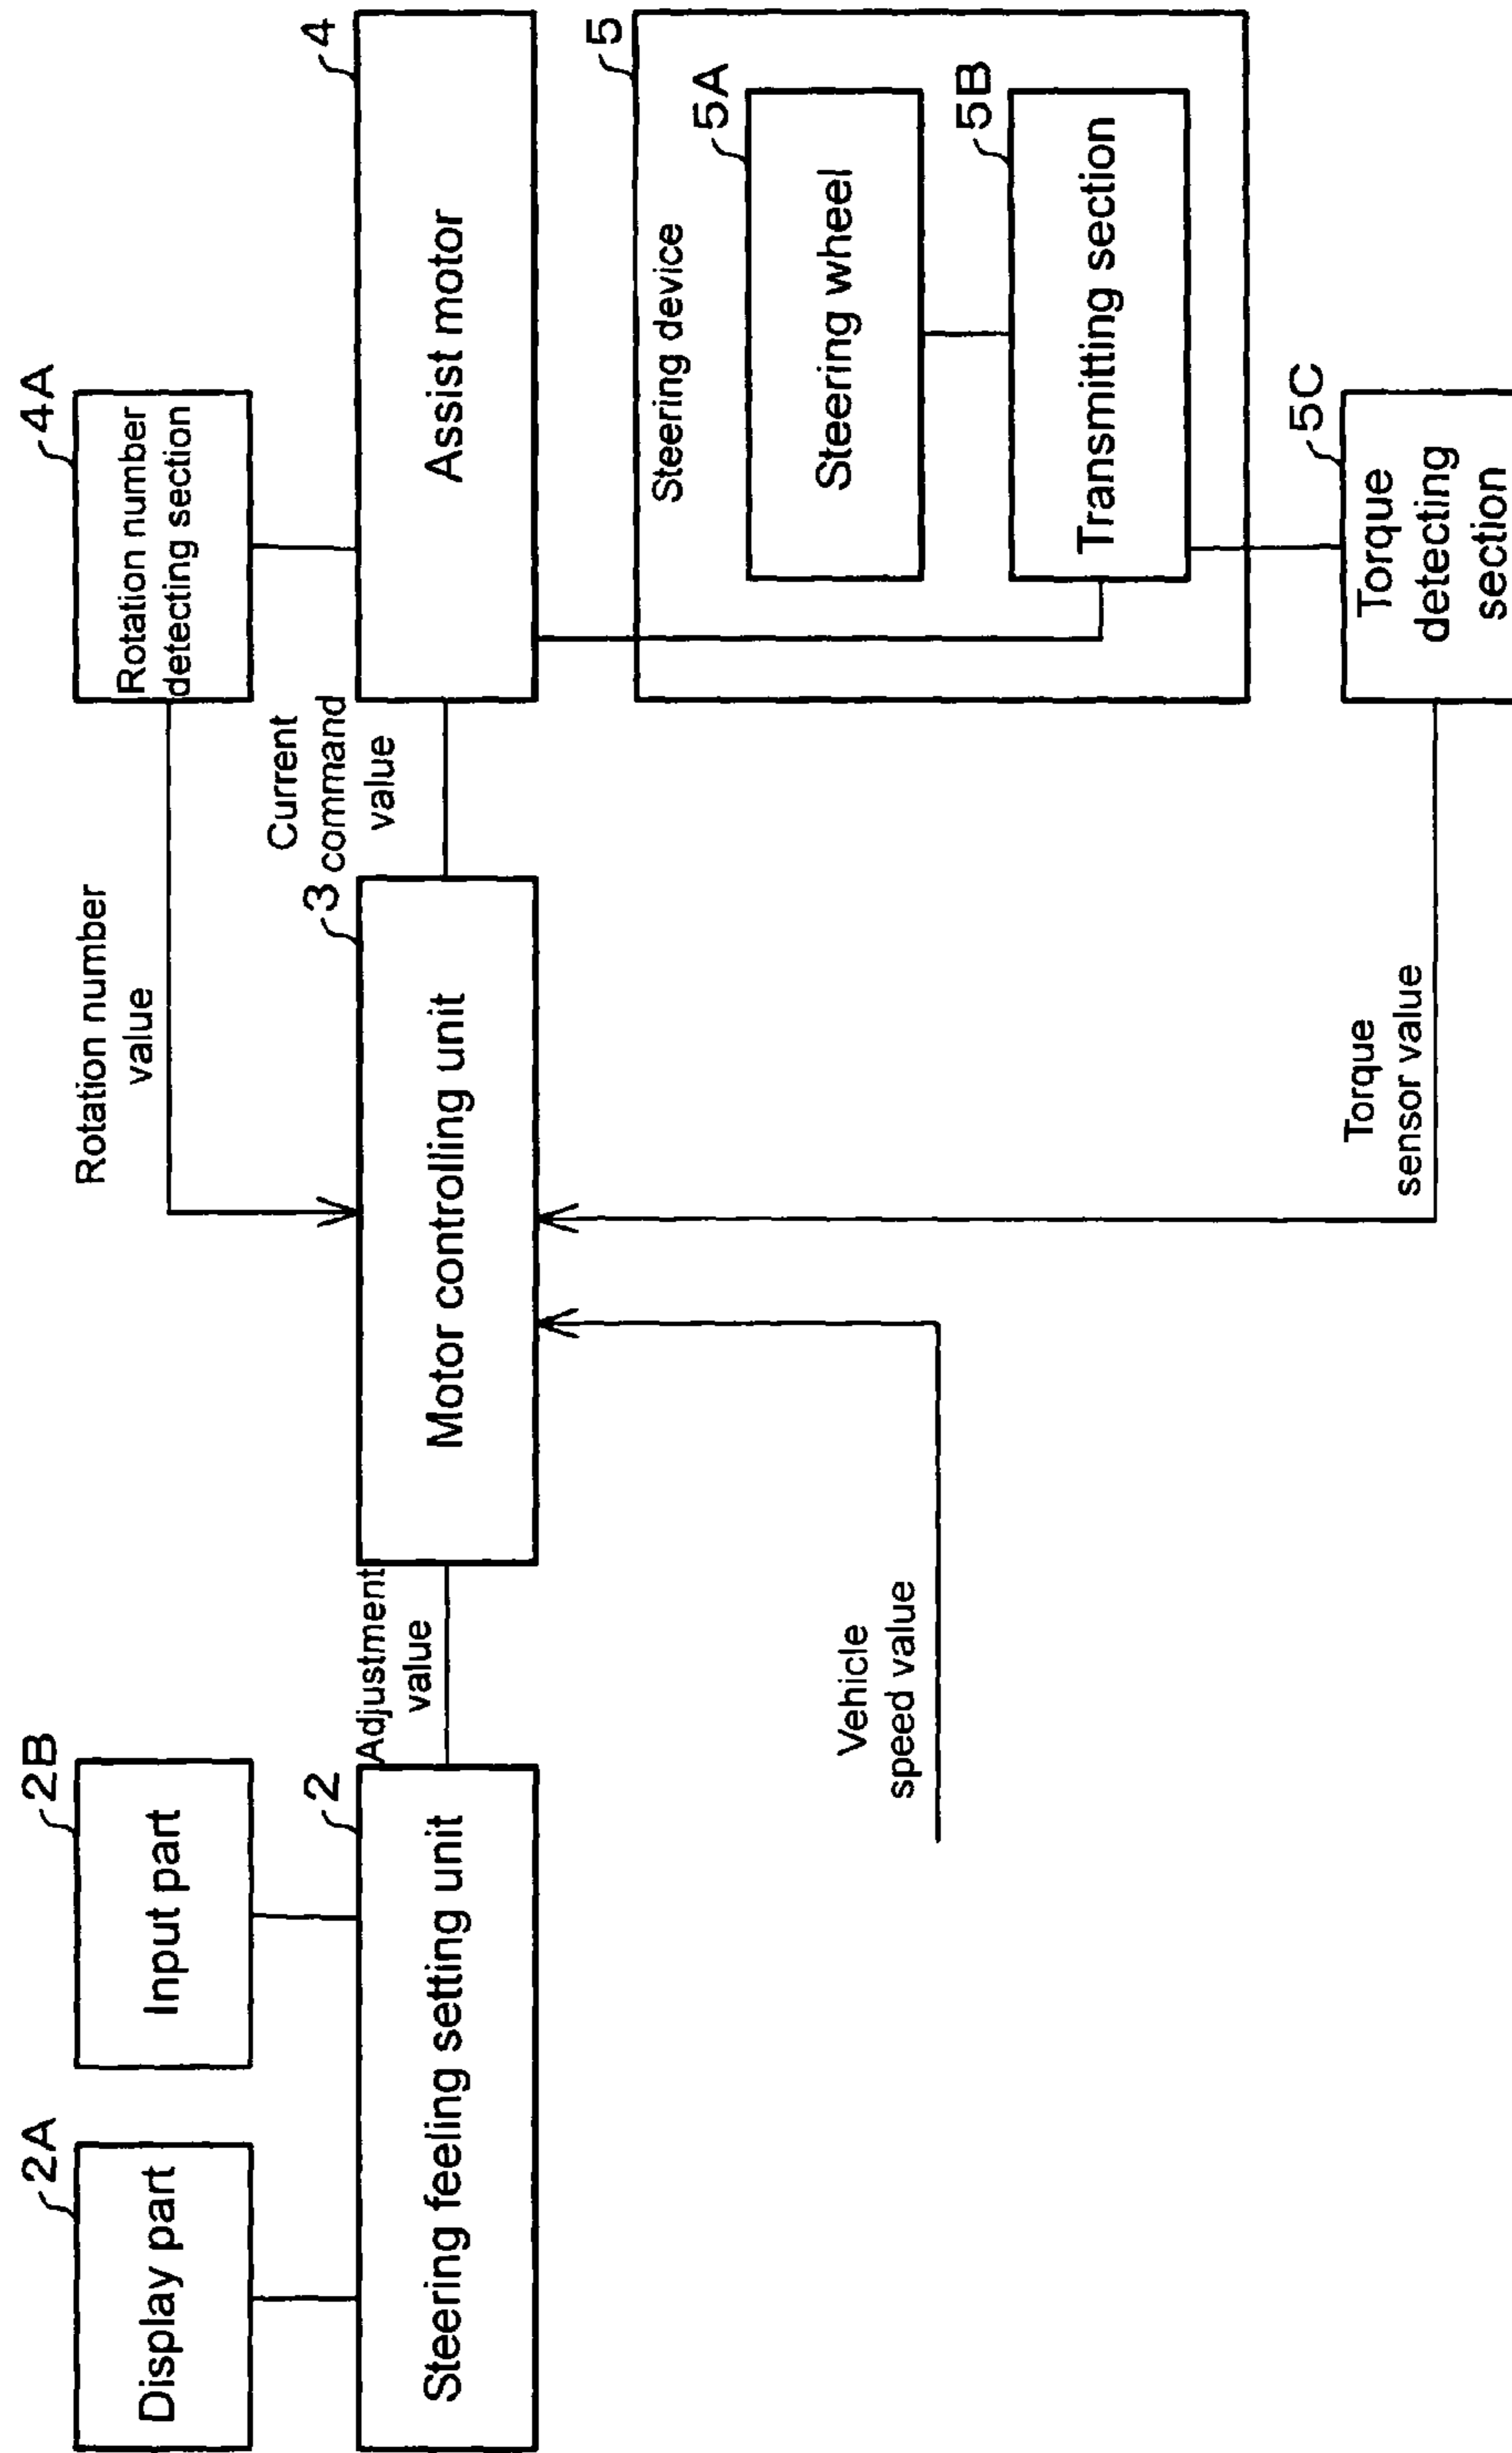 2A
Display part
2B
Input part
2
Steering feeling setting unit
Adjustment
value
Vehicle
speed value
3
Motor controlling unit
Rotation number
value
Current
command
value
4A
Rotation number
detecting section
4
Assist motor
5
Steering device
5A
Steering wheel
5B
Transmitting section
5C
Torque
detecting
section
Torque
sensor value